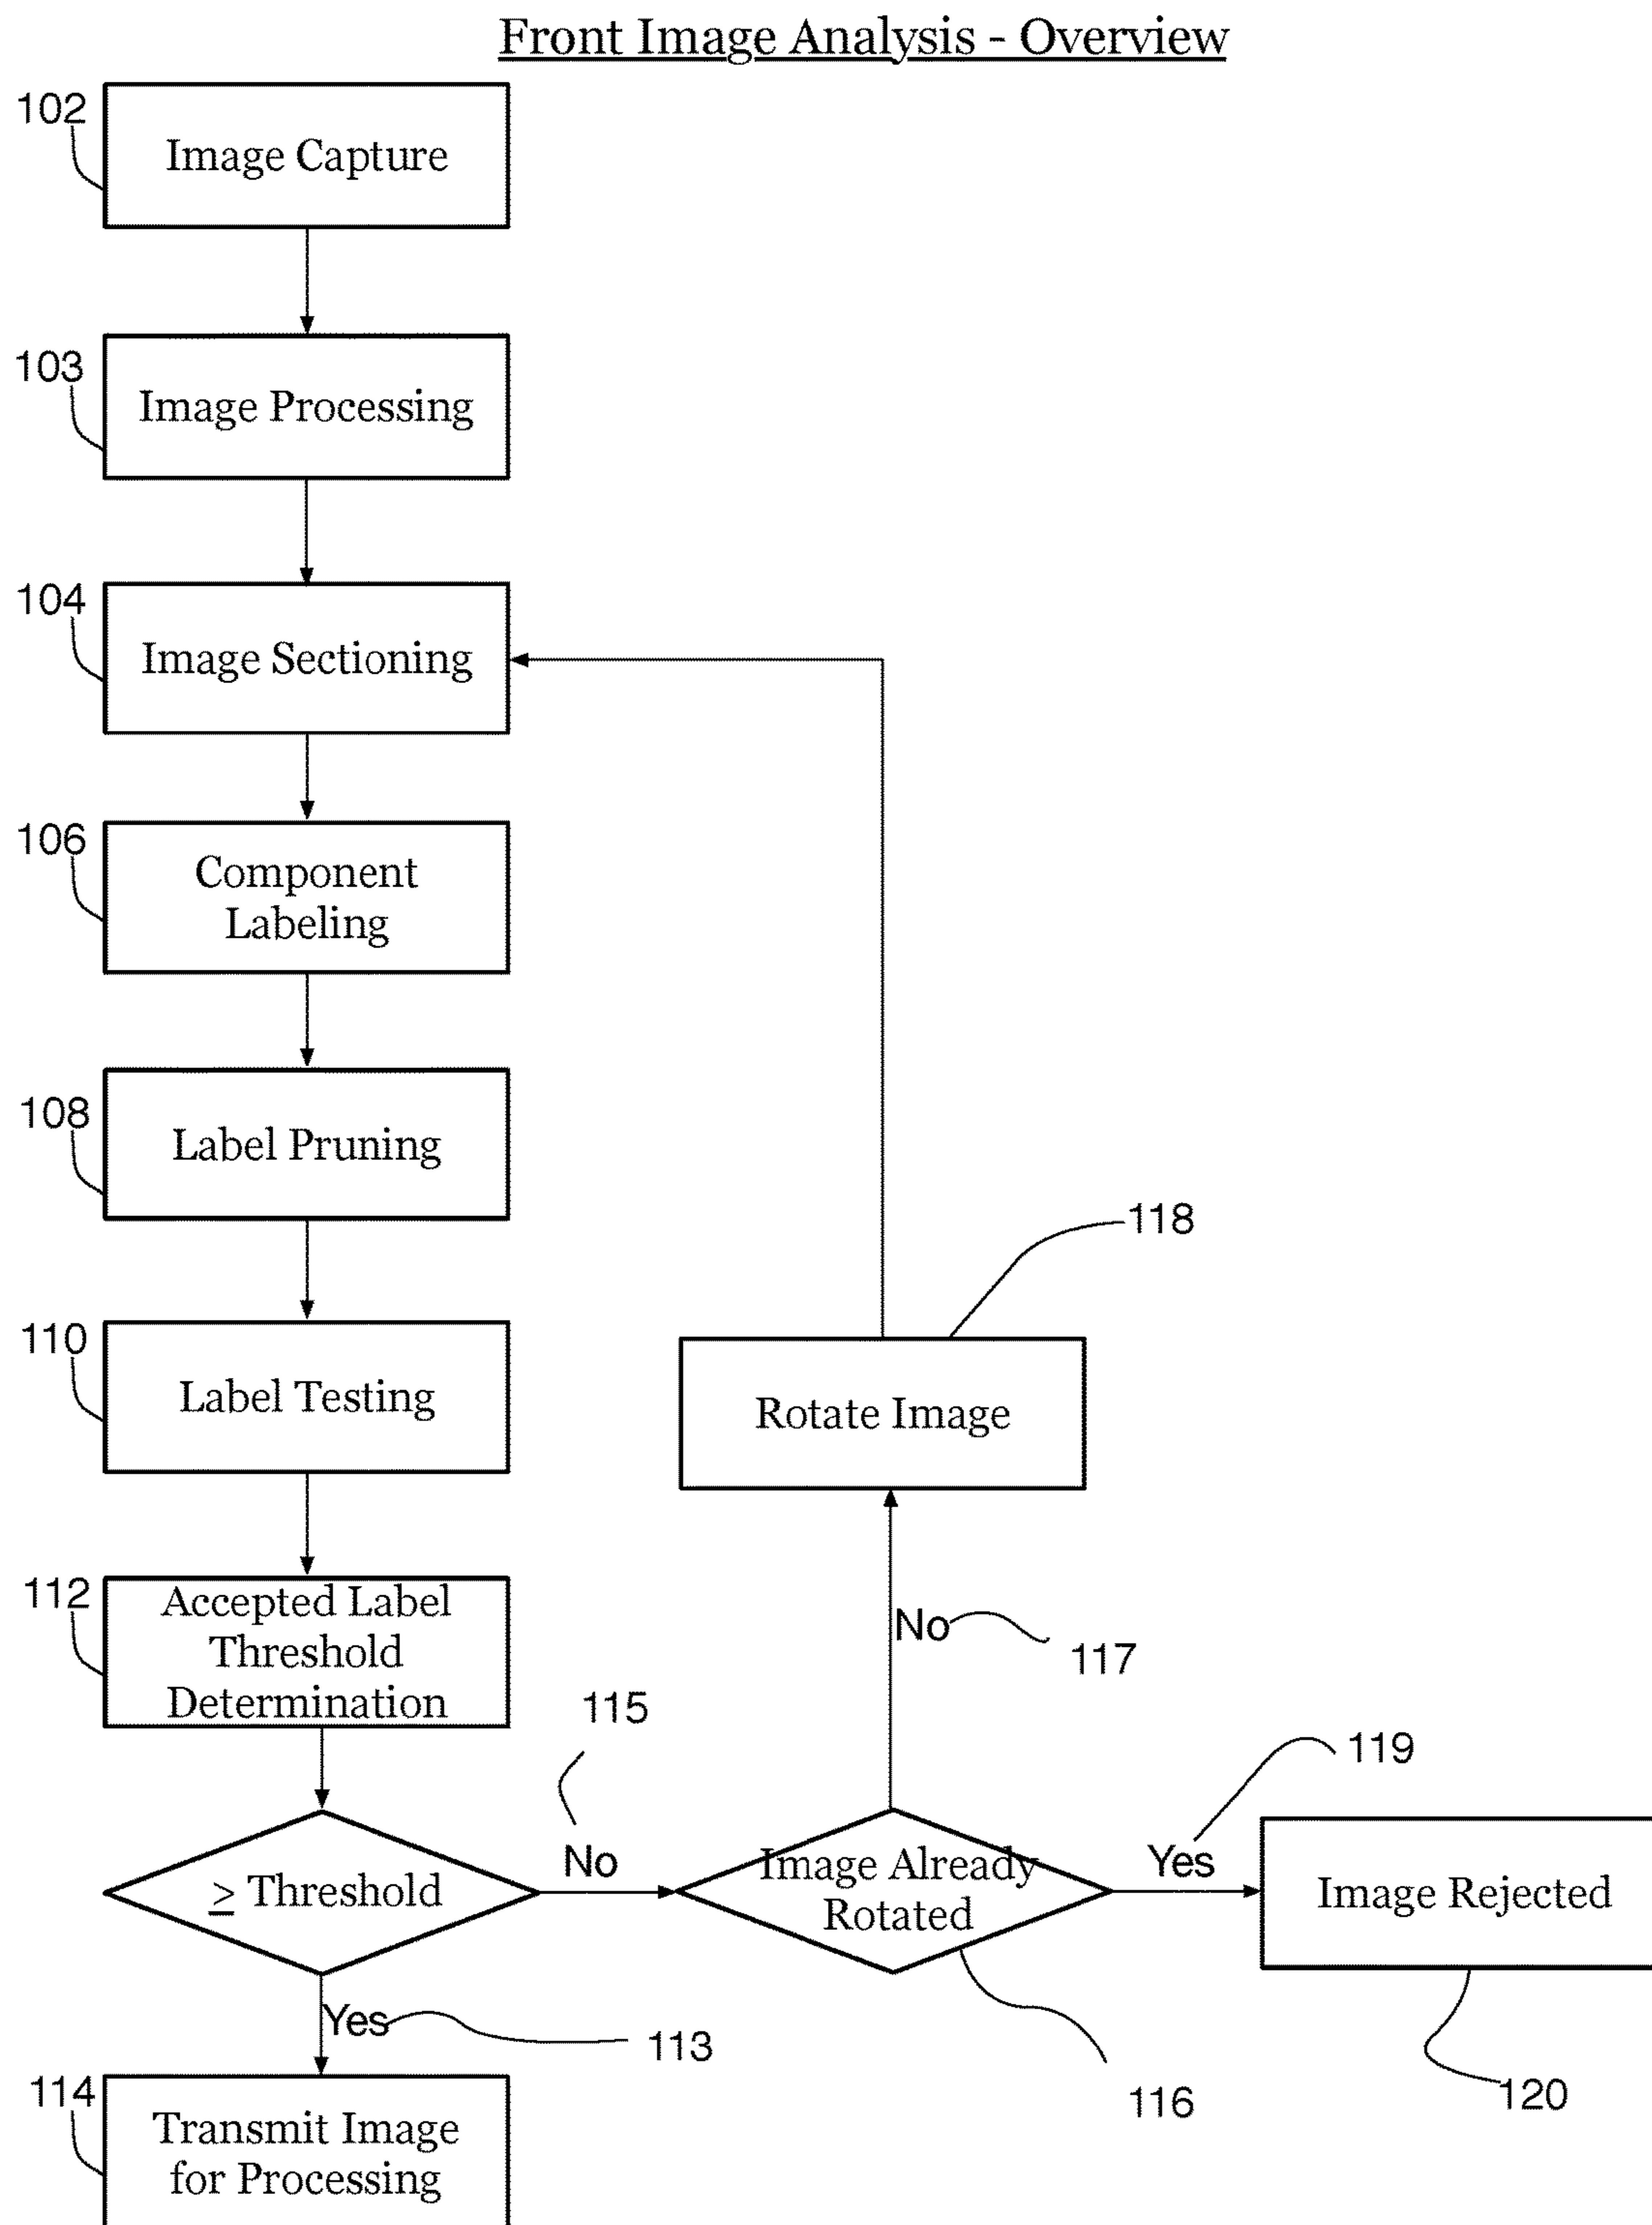 Front Image Analysis - Overview
102
Image Capture
103
Image Processing
104
Image Sectioning
106
Component
Labeling
108
Label Pruning
118
110
Label Testing
Rotate Image
112
Accepted Label
Threshold
Determination
No
117
115
119
≥ Threshold
No
Image Already
Rotated
Yes
Image Rejected
Yes
113
116
120
114
Transmit Image
for Processing